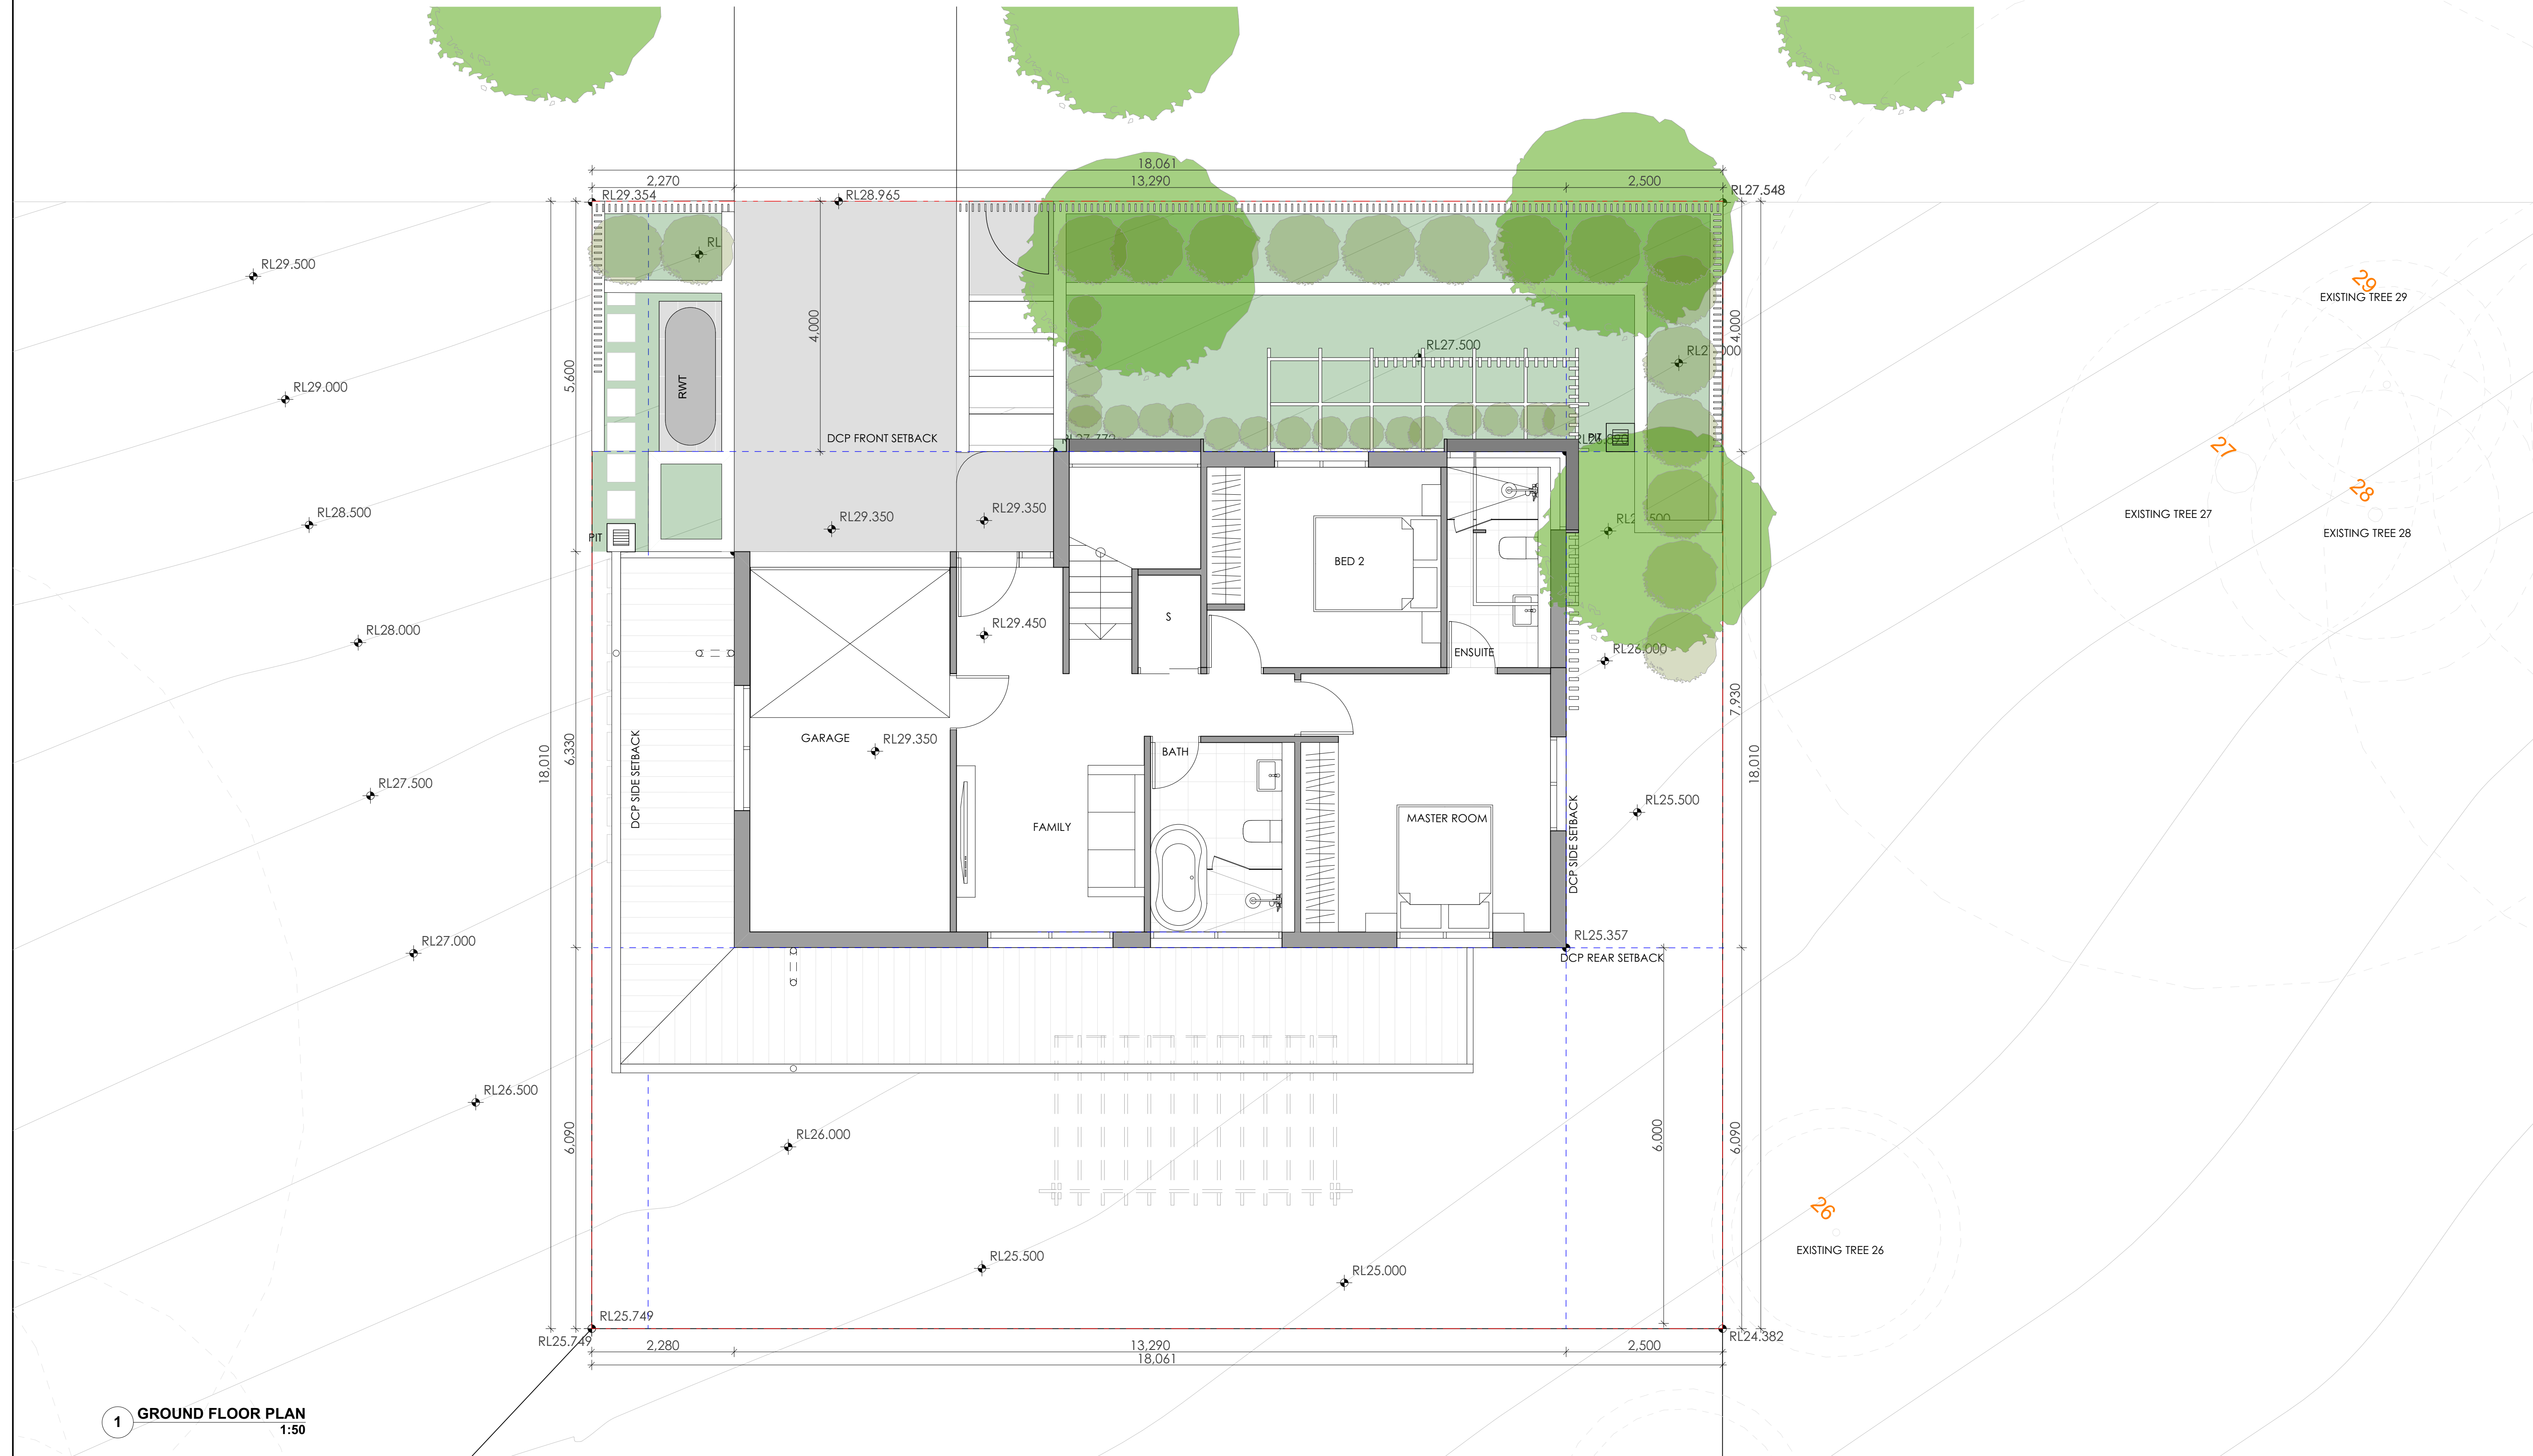 18,061
2,270
13,290
2,500
RL29.354
RL28.965
RL27.548
RL
RL29.500
29
EXISTING TREE 29
4,000
4,000
RL27.500
5,600
RWT
RL29.000
DCP FRONT SETBACK
PIT
27
28
RL28.500
RL29.350
RL29.350
EXISTING TREE 27
EXISTING TREE 28
PIT
BED 2
S
RL29.450
RL28.000
ENSUITE
RL26.000
7,930
18,010
6,330
DCP SIDE SETBACK
GARAGE
RL29.350
BATH
18,010
RL27.500
RL25.500
MASTER ROOM
FAMILY
DCP SIDE SETBACK
RL27.000
RL25.357
DCP REAR SETBACK
RL26.500
6,090
RL26.000
6,000
6,090
26
EXISTING TREE 26
RL25.500
RL25.000
RL25.749
RL25.749
RL24.382
2,280
13,290
2,500
18,061
1
GROUND FLOOR PLAN
1:50